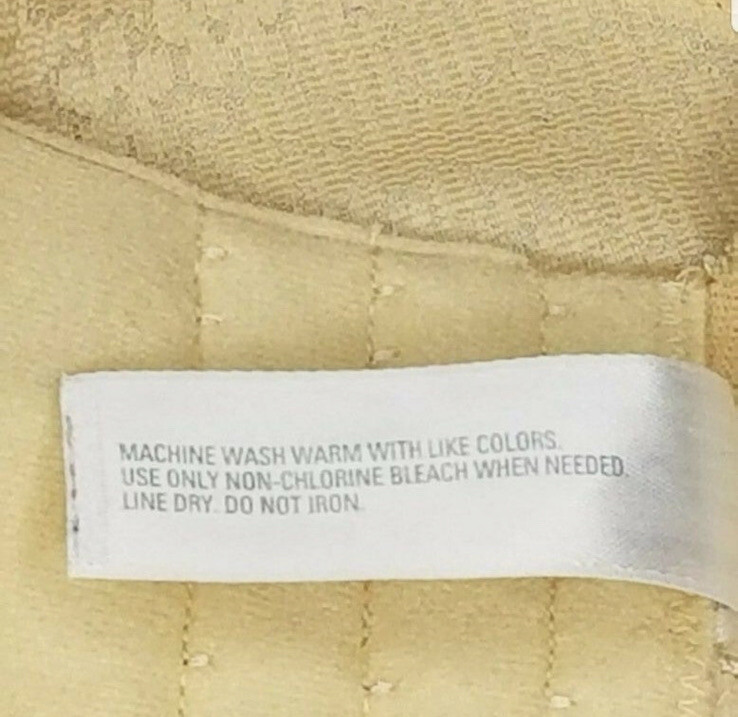 MACHINE WASH WARM WITH LIKE COLORS.
USE ONLY NON-CHLORINE BLEACH WHEN NEEDED.
LINE DRY. DO NOT IRON.